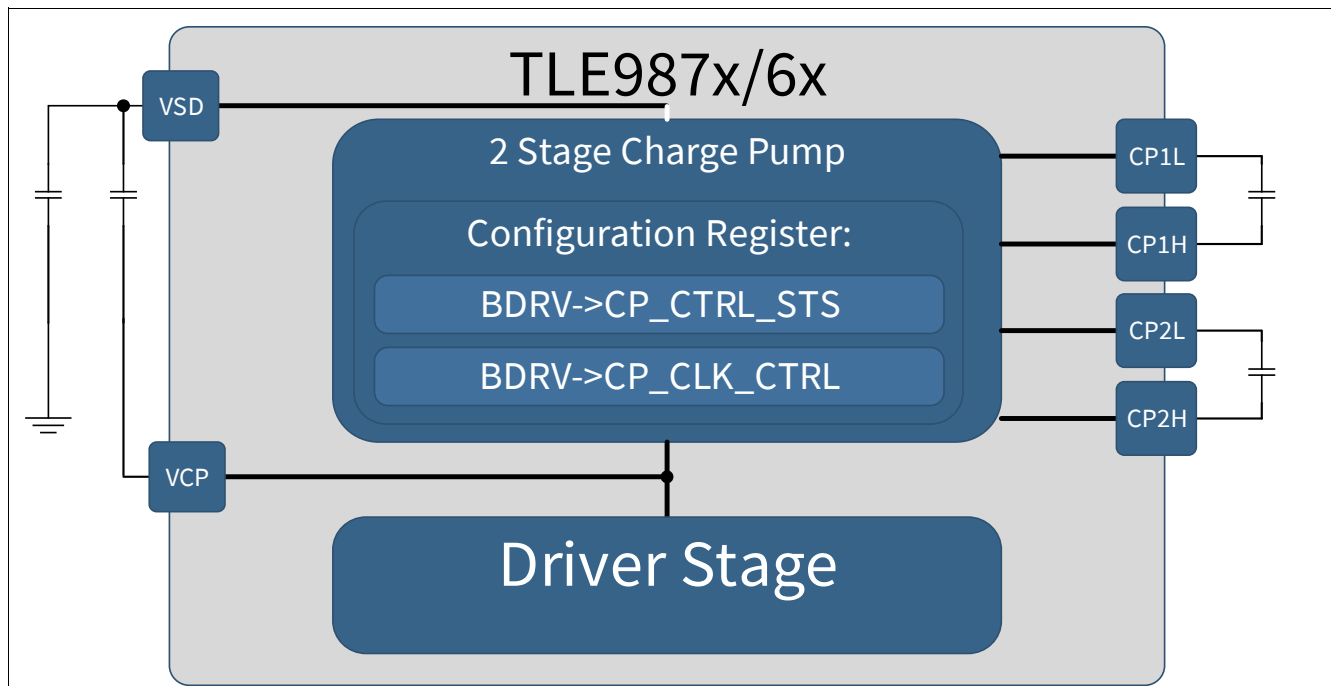 TLE987x/6x
VSD
2 Stage Charge Pump
CP1L
Configuration Register:
CP1H
BDRV->CP_CTRL_STS
CP2L
BDRV->CP_CLK_CTRL
CP2H
VCP
Driver Stage